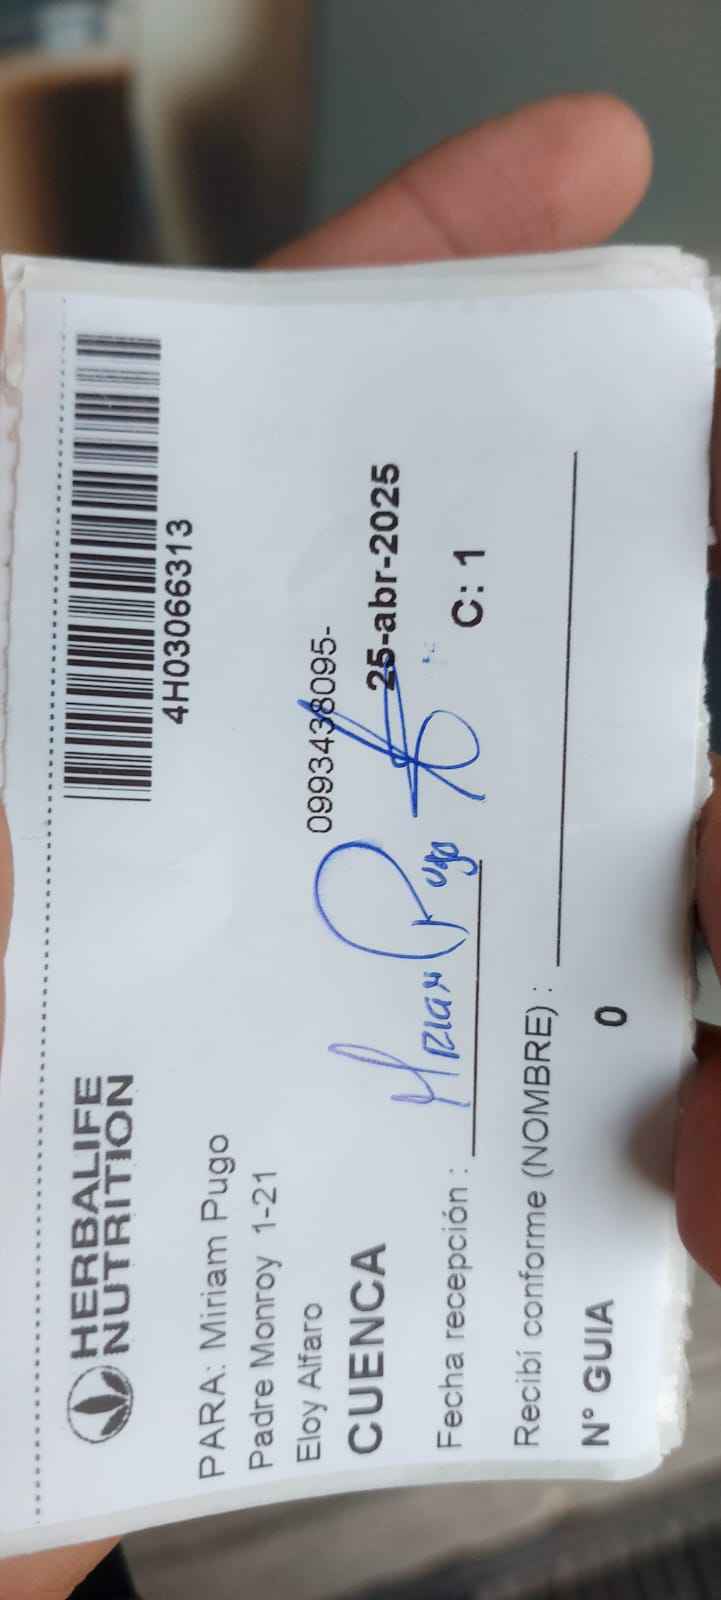 HERBALIFE
NUTRITION
4H03066313
PARA: Miriam Pugo
Padre Monroy 1-21
Eloy Alfaro
0993438095-
CUENCA
25-abr-2025
Miriam Pugo
Fecha recepción :
C: 1
Recibí conforme (NOMBRE) :
N° GUIA 0